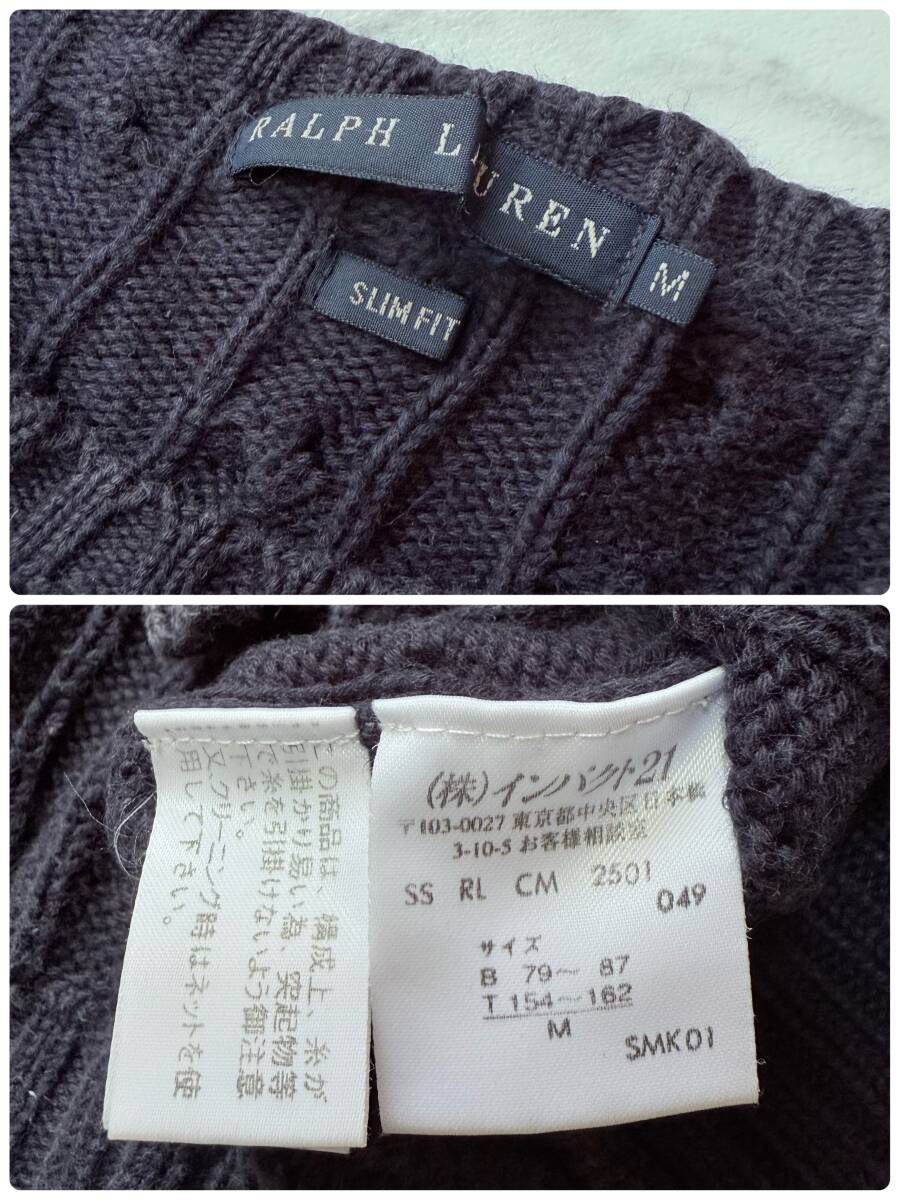 RALPH LAUREN
M
SLIM FIT
この商品は、構成上、糸が
引掛かり易い為、突起物等
で糸を引掛けないよう御注意
下さい。
又、クリーニング時はネットを使
用して下さい。
(株)インパクト21
〒103-0027 東京都中央区日本橋
3-10-5 お客様相談室
SS RL CM 2501
049
サイズ
B 79～ 87
T 154～162
M
SMK01